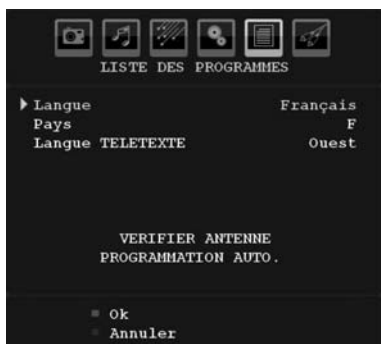 LISTE DES PROGRAMMES
Langue Français
Pays F
Langue TELETEXTE Ouest
VERIFIER ANTENNE
PROGRAMMATION AUTO.
Ok
Annuler